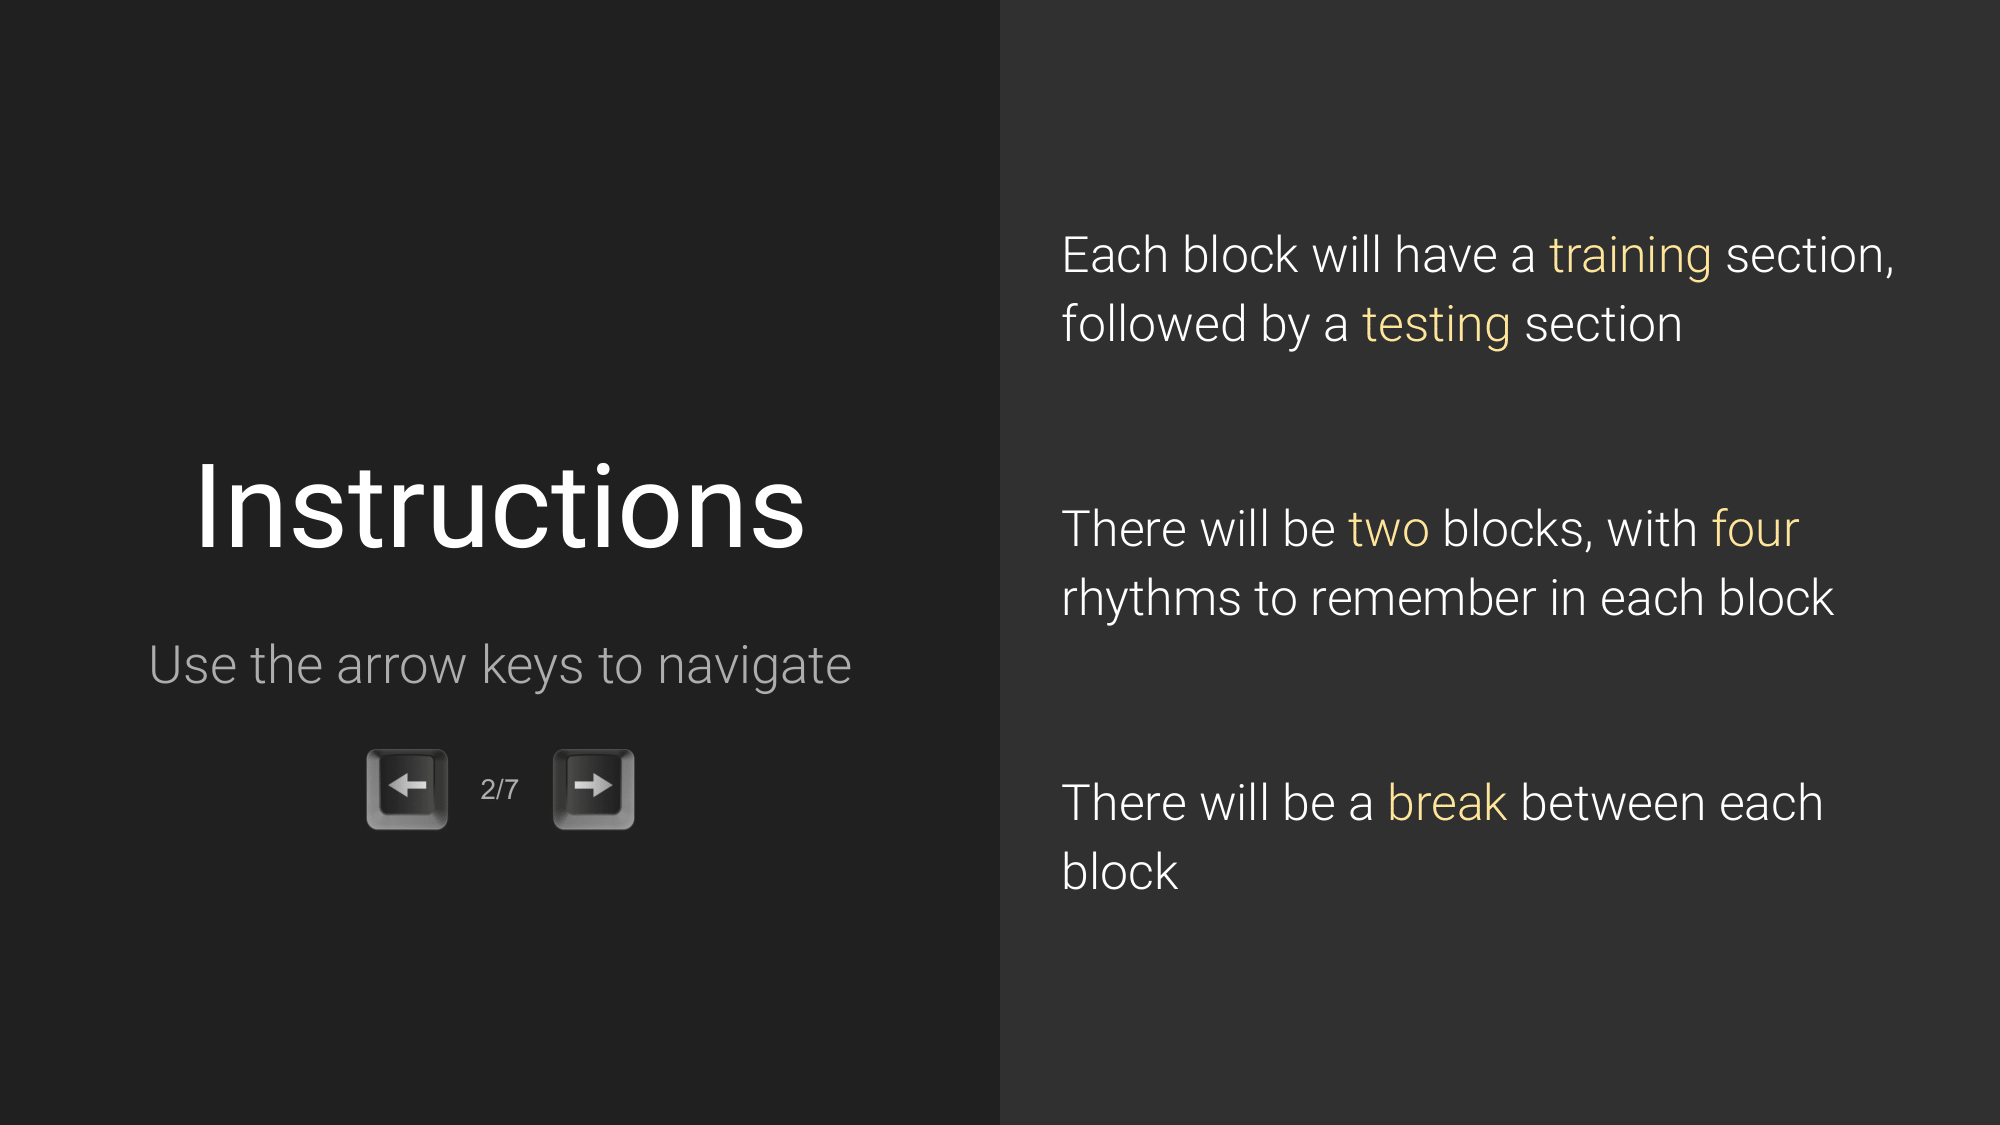 Instructions
Use the arrow keys to navigate
2/7
Each block will have a training section,
followed by a testing section
There will be two blocks, with four
rhythms to remember in each block
There will be a break between each
block